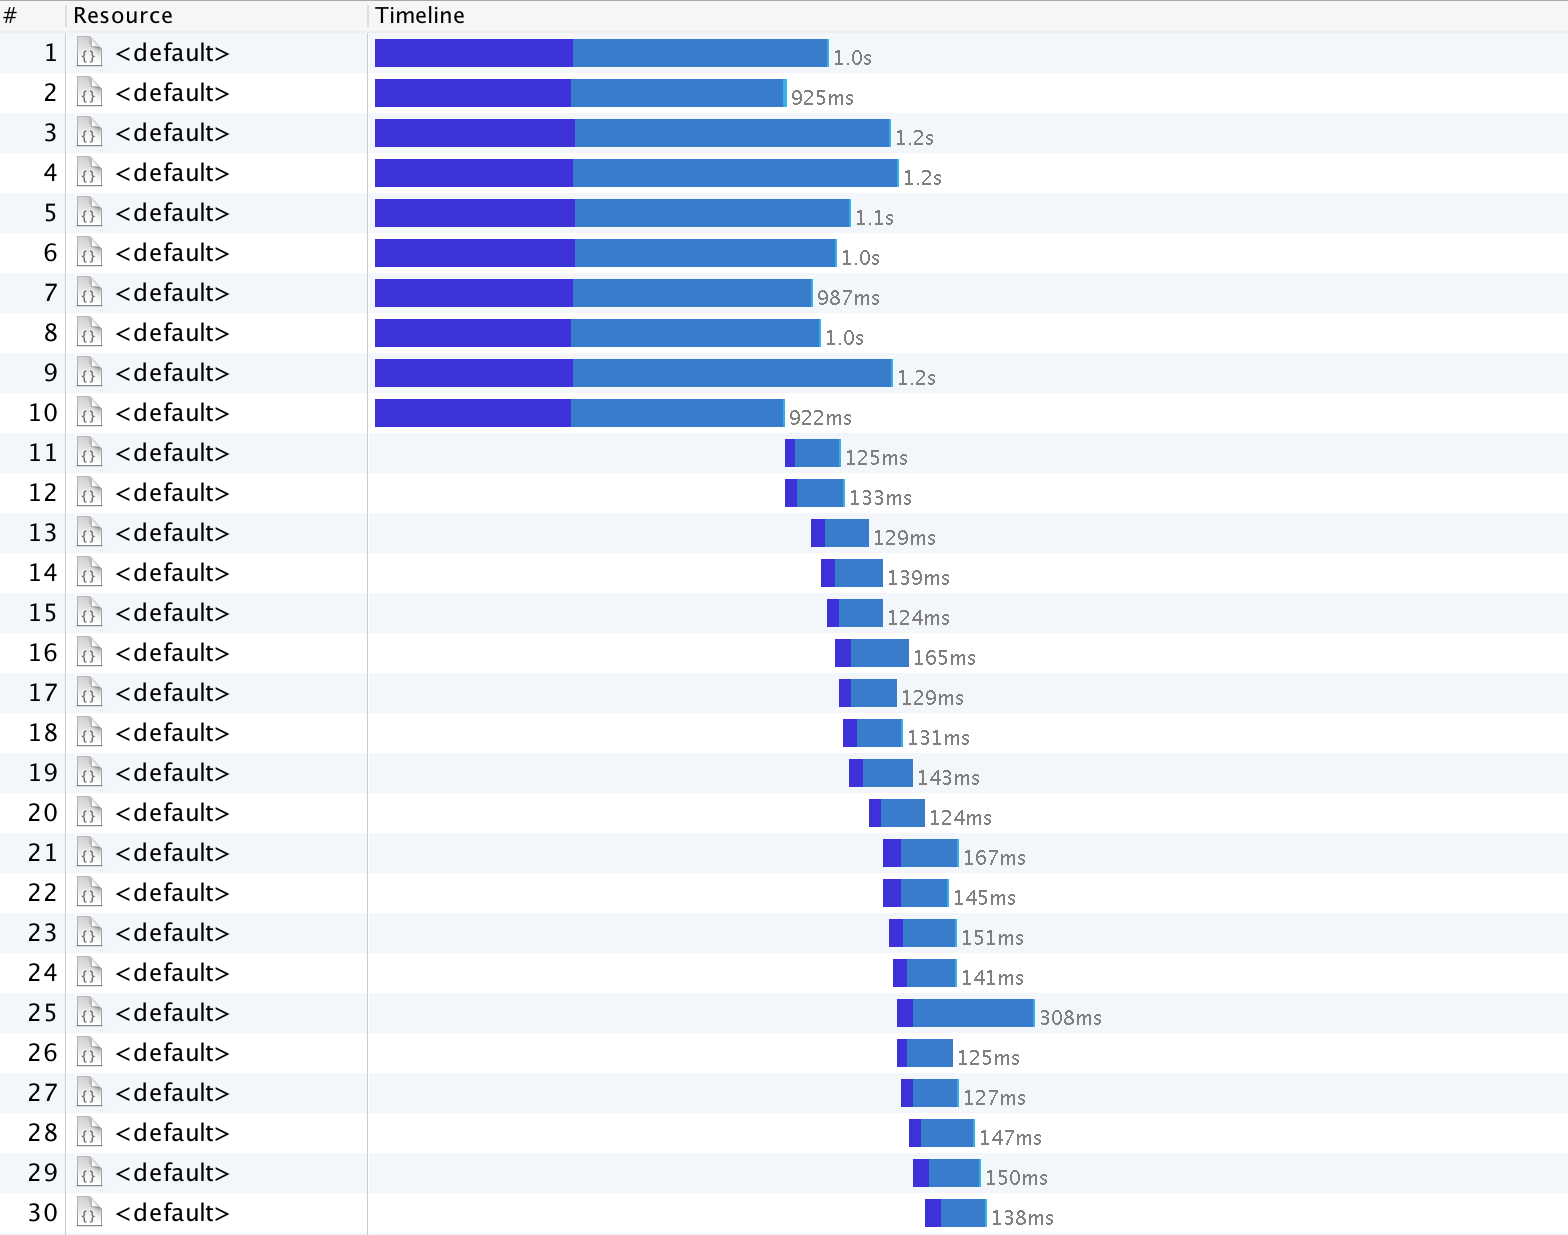 # Resource Timeline
1 {} <default> 1.0s
2 {} <default> 925ms
3 {} <default> 1.2s
4 {} <default> 1.2s
5 {} <default> 1.1s
6 {} <default> 1.0s
7 {} <default> 987ms
8 {} <default> 1.0s
9 {} <default> 1.2s
10 {} <default> 922ms
11 {} <default> 125ms
12 {} <default> 133ms
13 {} <default> 129ms
14 {} <default> 139ms
15 {} <default> 124ms
16 {} <default> 165ms
17 {} <default> 129ms
18 {} <default> 131ms
19 {} <default> 143ms
20 {} <default> 124ms
21 {} <default> 167ms
22 {} <default> 145ms
23 {} <default> 151ms
24 {} <default> 141ms
25 {} <default> 308ms
26 {} <default> 125ms
27 {} <default> 127ms
28 {} <default> 147ms
29 {} <default> 150ms
30 {} <default> 138ms